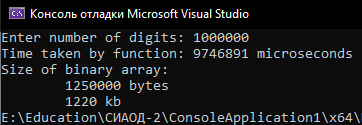 Консоль отладки Microsoft Visual Studio
Enter number of digits: 1000000
Time taken by function: 9746891 microseconds
Size of binary array:
1250000 bytes
1220 kb
E:\Education\СИАОД-2\ConsoleApplication1\x64\